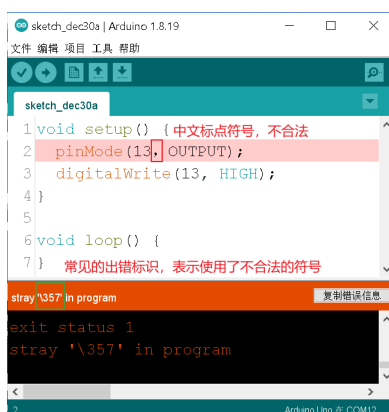 sketch_dec30a | Arduino 1.8.19
文件 编辑 项目 工具 帮助
sketch_dec30a
1 void setup() { 中文标点符号，不合法
2 pinMode(13，OUTPUT);
3 digitalWrite(13, HIGH);
4 }
5
6 void loop() {
7 } 常见的出错标识，表示使用了不合法的符号
stray '\357' in program 复制错误信息
exit status 1
stray '\357' in program
2 Arduino Uno 在 COM12